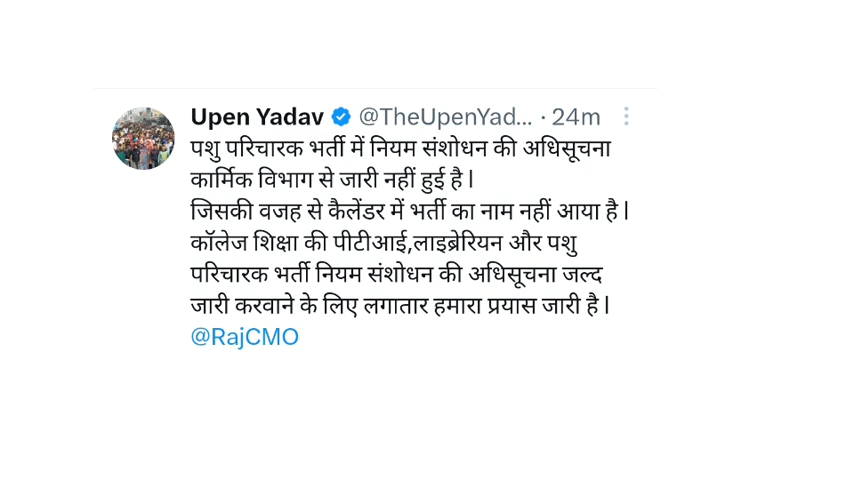 Upen Yadav @TheUpenYad... · 24m
पशु परिचारक भर्ती में नियम संशोधन की अधिसूचना
कार्मिक विभाग से जारी नहीं हुई है l
जिसकी वजह से कैलेंडर में भर्ती का नाम नहीं आया है l
कॉलेज शिक्षा की पीटीआई,लाइब्रेरियन और पशु
परिचारक भर्ती नियम संशोधन की अधिसूचना जल्द
जारी करवाने के लिए लगातार हमारा प्रयास जारी है l
@RajCMO